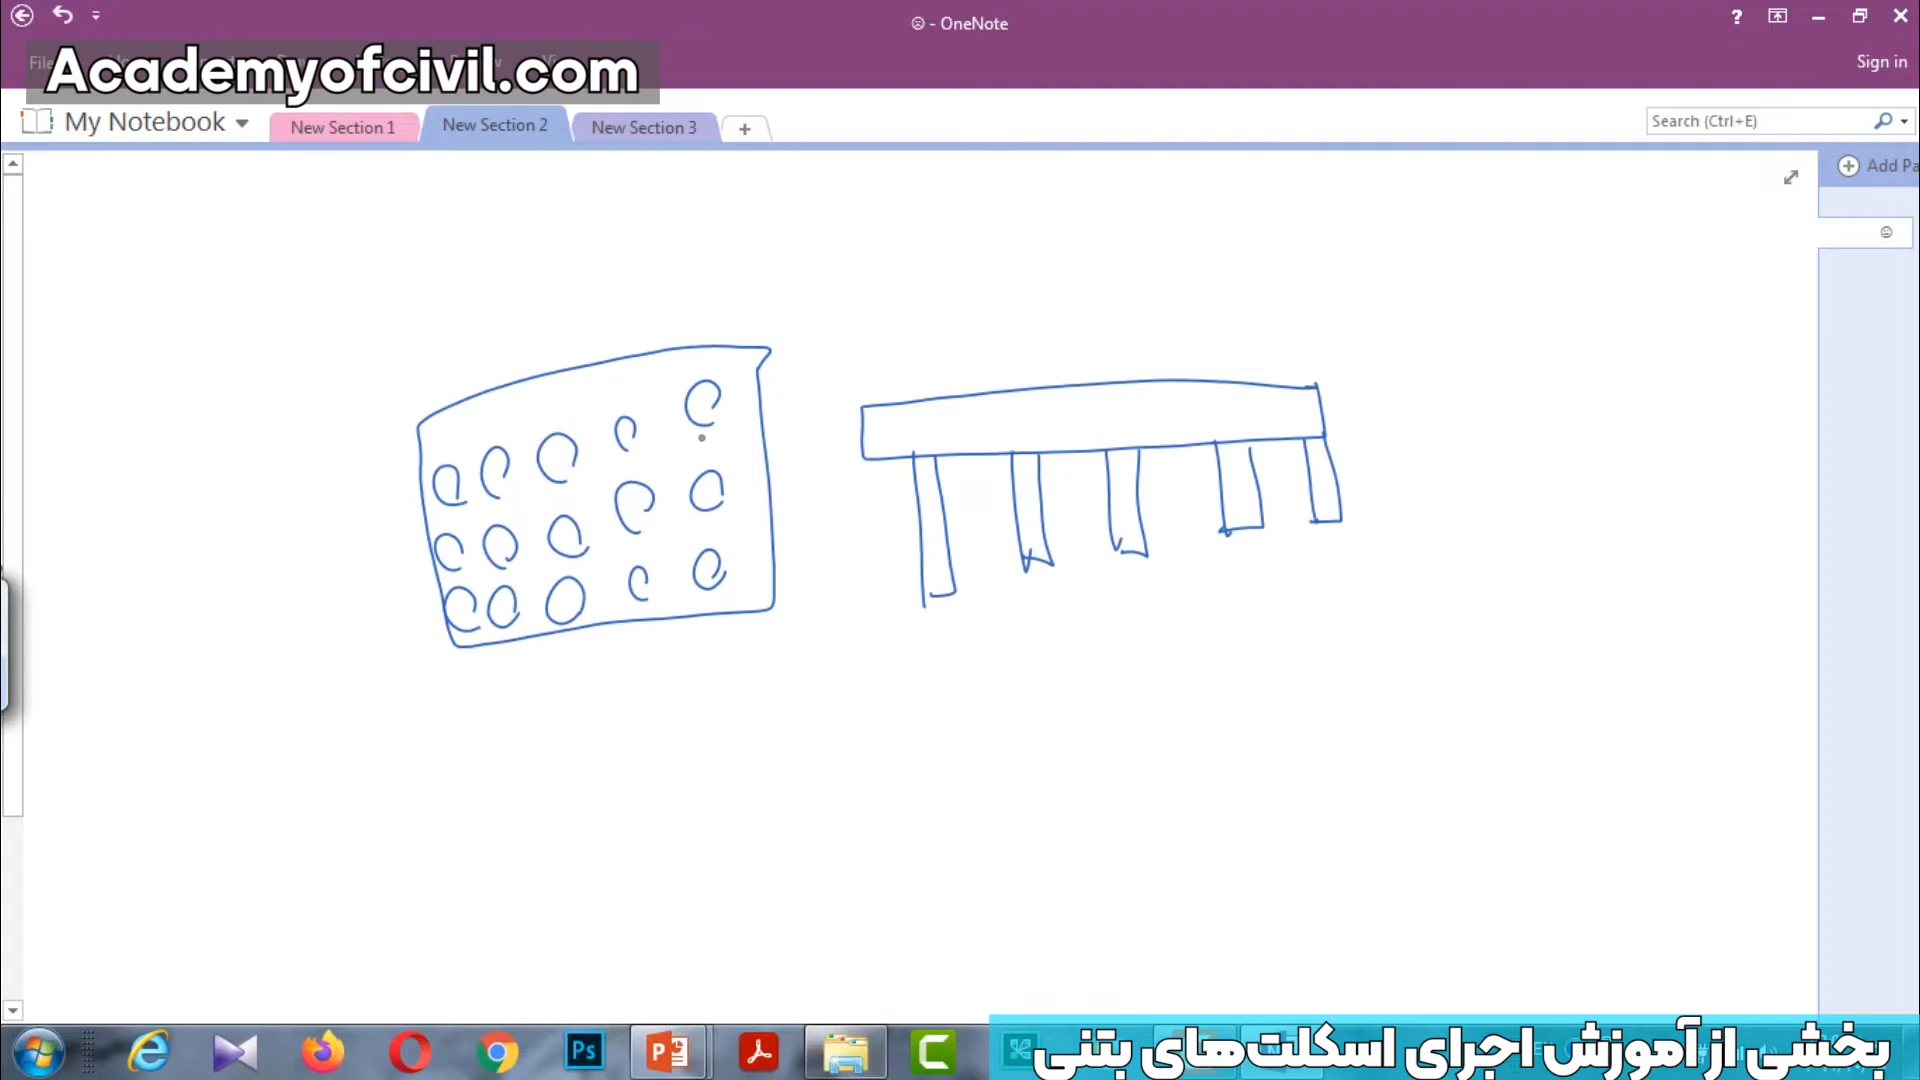 ☹ - OneNote
?
Sign in
Academyofcivil.com
My Notebook
New Section 1
New Section 2
New Section 3
+
Search (Ctrl+E)
Add Pa
☹
Ps
P
بخشی از آموزش اجرای اسکلت‌های بتنی